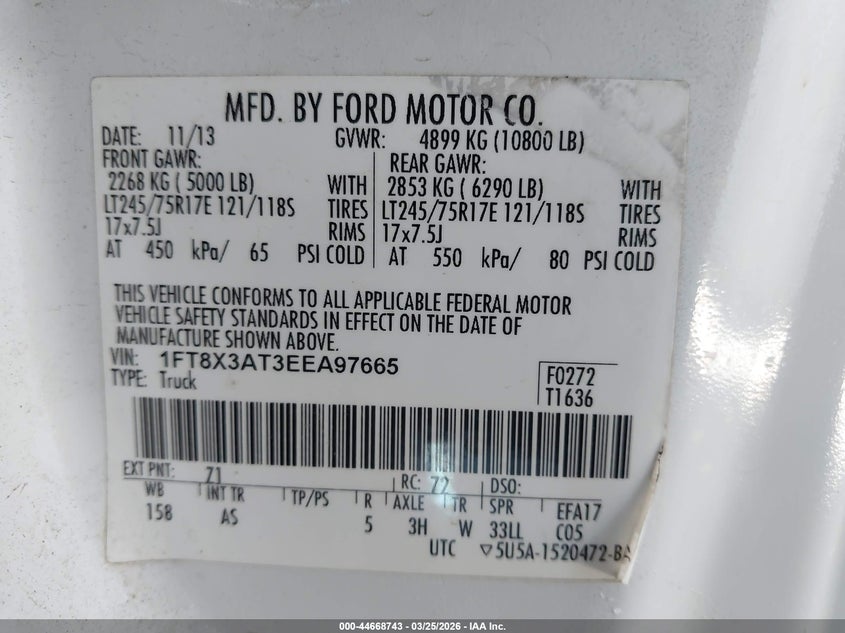 MFD. BY FORD MOTOR CO.
DATE: 11/13 GVWR: 4899 KG (10800 LB)
FRONT GAWR: REAR GAWR:
2268 KG ( 5000 LB) WITH 2853 KG ( 6290 LB) WITH
LT245/75R17E 121/118S TIRES LT245/75R17E 121/118S TIRES
17x7.5J RIMS 17x7.5J RIMS
AT 450 kPa/ 65 PSI COLD AT 550 kPa/ 80 PSI COLD
THIS VEHICLE CONFORMS TO ALL APPLICABLE FEDERAL MOTOR
VEHICLE SAFETY STANDARDS IN EFFECT ON THE DATE OF
MANUFACTURE SHOWN ABOVE.
VIN: 1FT8X3AT3EEA97665
TYPE: Truck
F0272
T1636
EXT PNT: 71 RC: 72 DSO:
WB INT TR TP/PS R AXLE TR SPR EFA17
158 AS 5 3H W 33LL C05
UTC ▽5U5A-1520472-BA
000-44668743 - 03/25/2026 - IAA Inc.